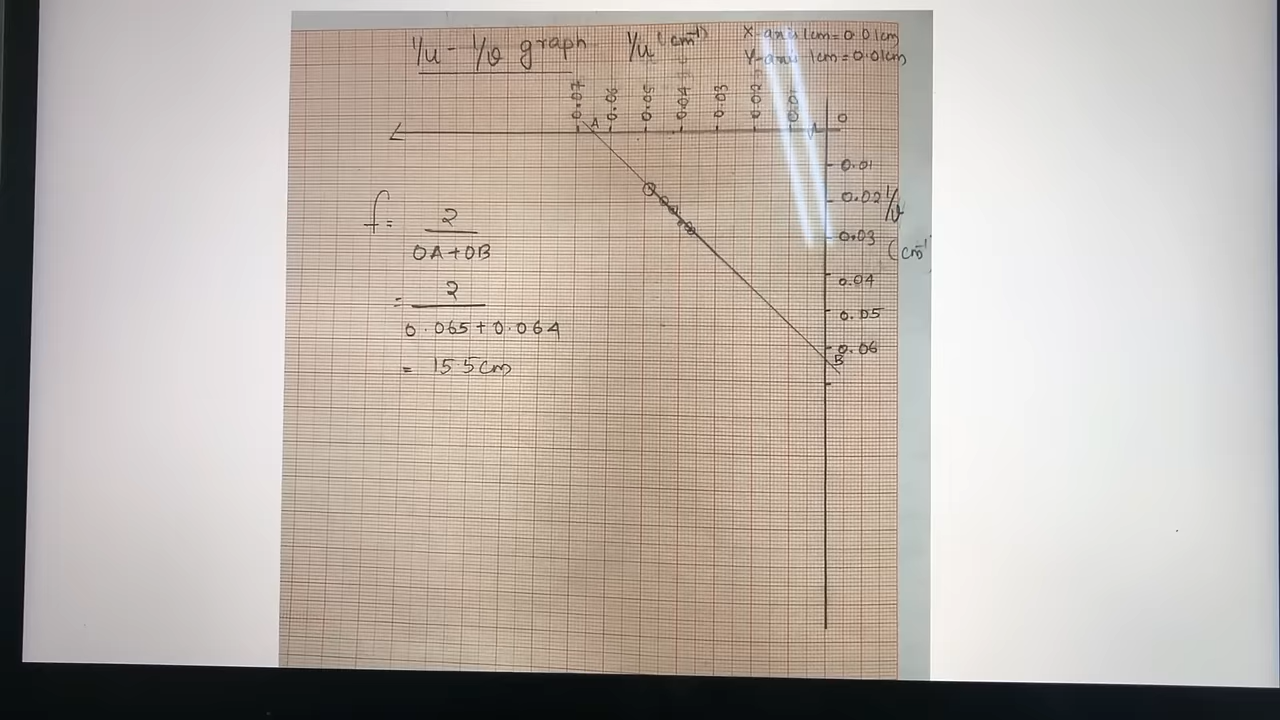 1/u - 1/v graph
1/u (cm⁻¹)
X-axis 1cm = 0.01cm
Y-axis 1cm = 0.01cm
0.07 0.06 0.05 0.04 0.03 0.02 0.01
0
A
0.01
0.02 1/v
0.03 (cm⁻¹
0.04
0.05
0.06
B
f = 2
OA+OB
= 2
0.065 + 0.064
= 15.5cm